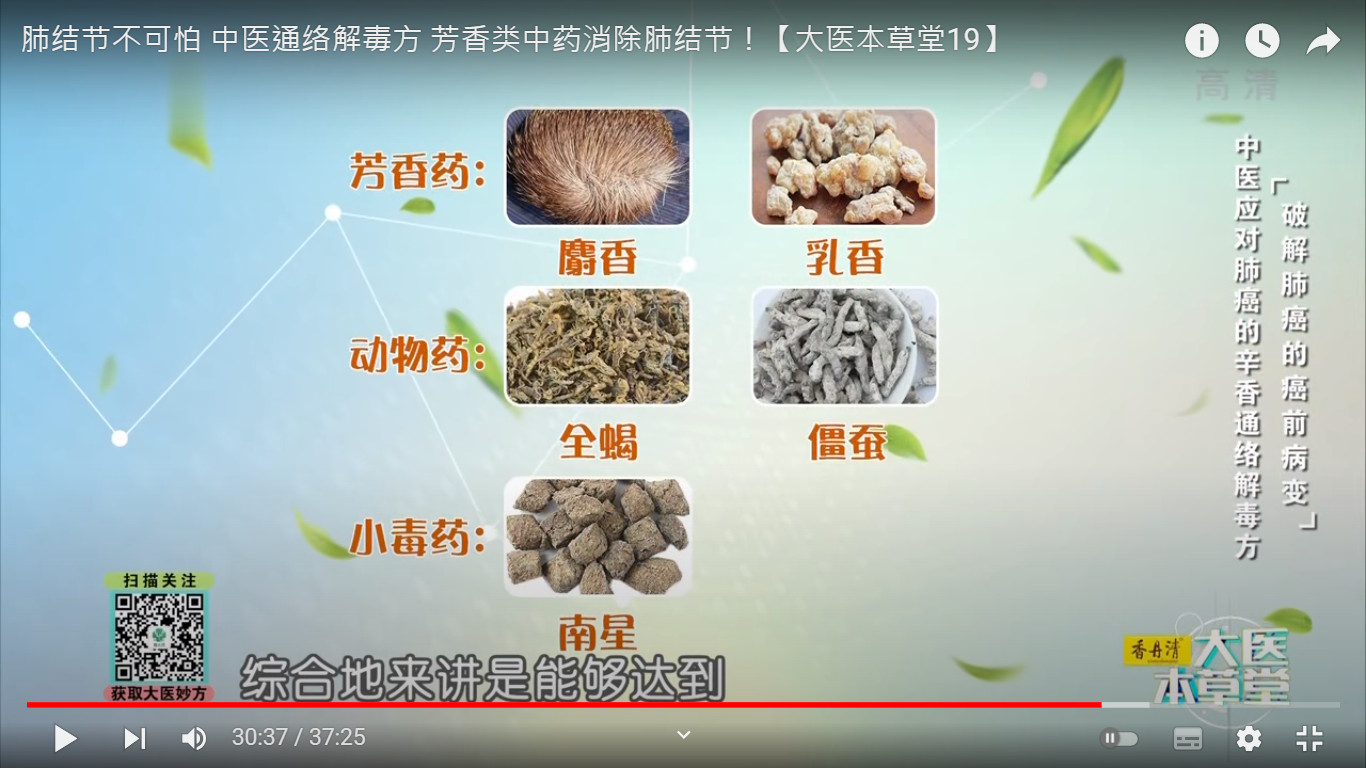 肺结节不可怕 中医通络解毒方 芳香类中药消除肺结节！【大医本草堂19】
高清
芳香药：
麝香
乳香
动物药：
全蝎
僵蚕
小毒药：
南星
「破解肺癌的癌前病变」
中医应对肺癌的辛香通络解毒方
扫描关注
获取大医妙方
综合地来讲是能够达到
香丹清
大医
本草堂
30:37 / 37:25